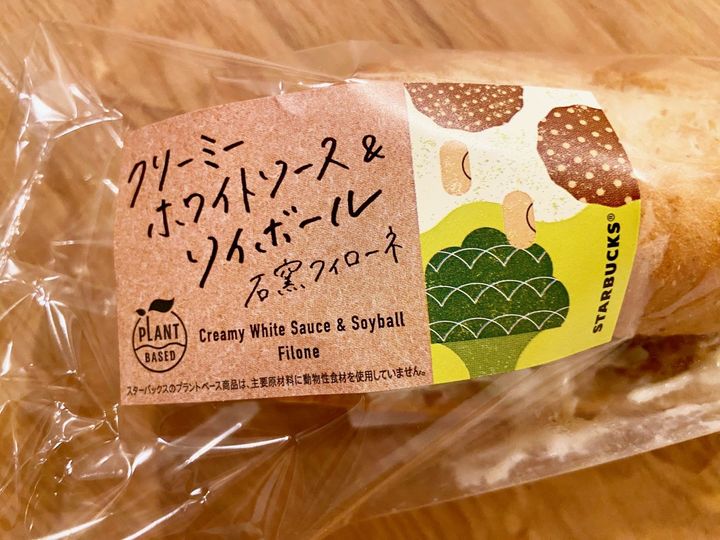 クリーミー
ホワイトソース &
ソイボール
石窯フィローネ
PLANT
BASED
Creamy White Sauce & Soyball
Filone
スターバックスのプラントベース商品は、主要原材料に動物性食材を使用していません。
STARBUCKS®